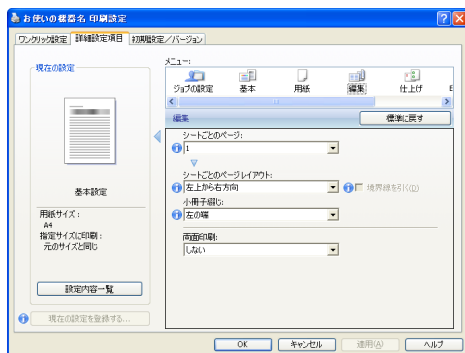 お使いの機器名 印刷設定
ワンクリック設定 詳細設定項目 初期設定/バージョン
現在の設定
基本設定
用紙サイズ:
A4
指定サイズに印刷:
元のサイズと同じ
設定内容一覧
現在の設定を登録する...
メニュー:
ジョブの設定 基本 用紙 編集 仕上げ
編集 標準に戻す
シートごとのページ:
1
シートごとのページレイアウト:
左上から右方向 境界線を引く(D)
小冊子綴じ:
左の端
両面印刷:
しない
OK キャンセル 適用(A) ヘルプ